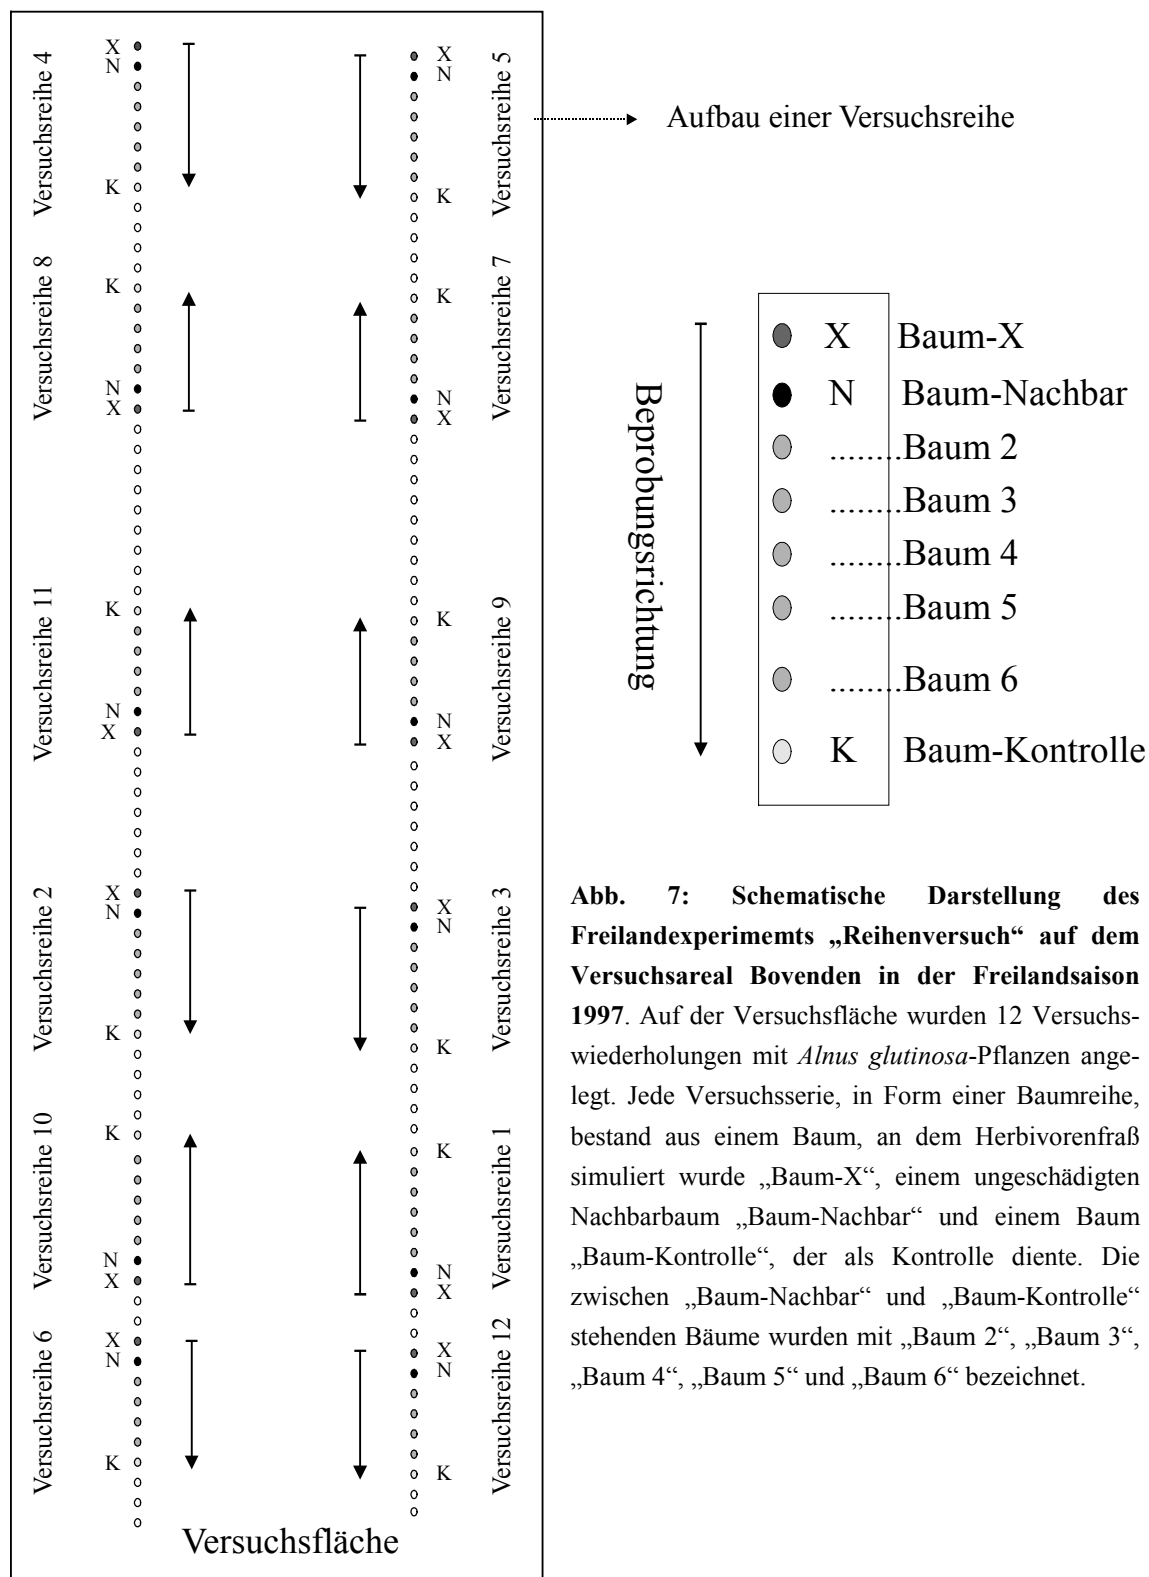 X
N
Versuchsreihe 4
K
X
N
Versuchsreihe 5
K
Aufbau einer Versuchsreihe
K
Versuchsreihe 8
N
X
K
Versuchsreihe 7
N
X
K
Versuchsreihe 11
N
X
K
Versuchsreihe 9
N
X
X
N
Versuchsreihe 2
K
X
N
Versuchsreihe 3
K
K
Versuchsreihe 10
N
X
K
Versuchsreihe 1
N
X
X
N
Versuchsreihe 6
K
X
N
Versuchsreihe 12
K
Versuchsfläche
Beprobungsrichtung
X Baum-X
N Baum-Nachbar
........Baum 2
........Baum 3
........Baum 4
........Baum 5
........Baum 6
K Baum-Kontrolle
Abb. 7: Schematische Darstellung des
Freilandexperimemts „Reihenversuch“ auf dem
Versuchsareal Bovenden in der Freilandsaison
1997. Auf der Versuchsfläche wurden 12 Versuchs-
wiederholungen mit Alnus glutinosa-Pflanzen ange-
legt. Jede Versuchsserie, in Form einer Baumreihe,
bestand aus einem Baum, an dem Herbivorenfraß
simuliert wurde „Baum-X“, einem ungeschädigten
Nachbarbaum „Baum-Nachbar“ und einem Baum
„Baum-Kontrolle“, der als Kontrolle diente. Die
zwischen „Baum-Nachbar“ und „Baum-Kontrolle“
stehenden Bäume wurden mit „Baum 2“, „Baum 3“,
„Baum 4“, „Baum 5“ und „Baum 6“ bezeichnet.